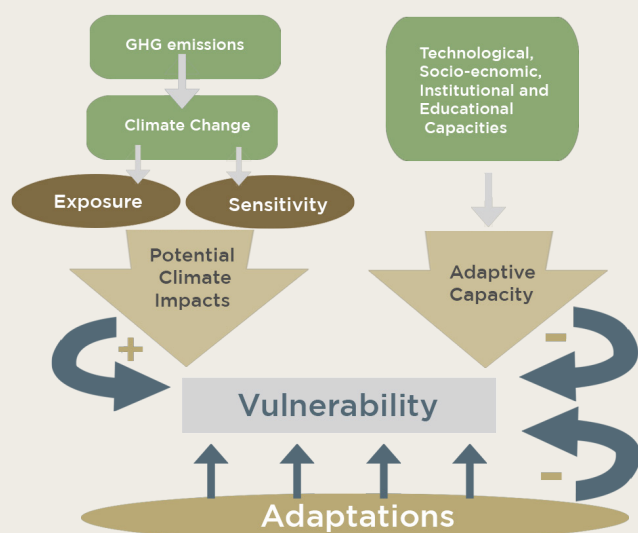 GHG emissions
Climate Change
Exposure
Sensitivity
Potential
Climate
Impacts
+
Technological,
Socio-ecnomic,
Institutional and
Educational
Capacities
Adaptive
Capacity
-
Vulnerability
-
Adaptations